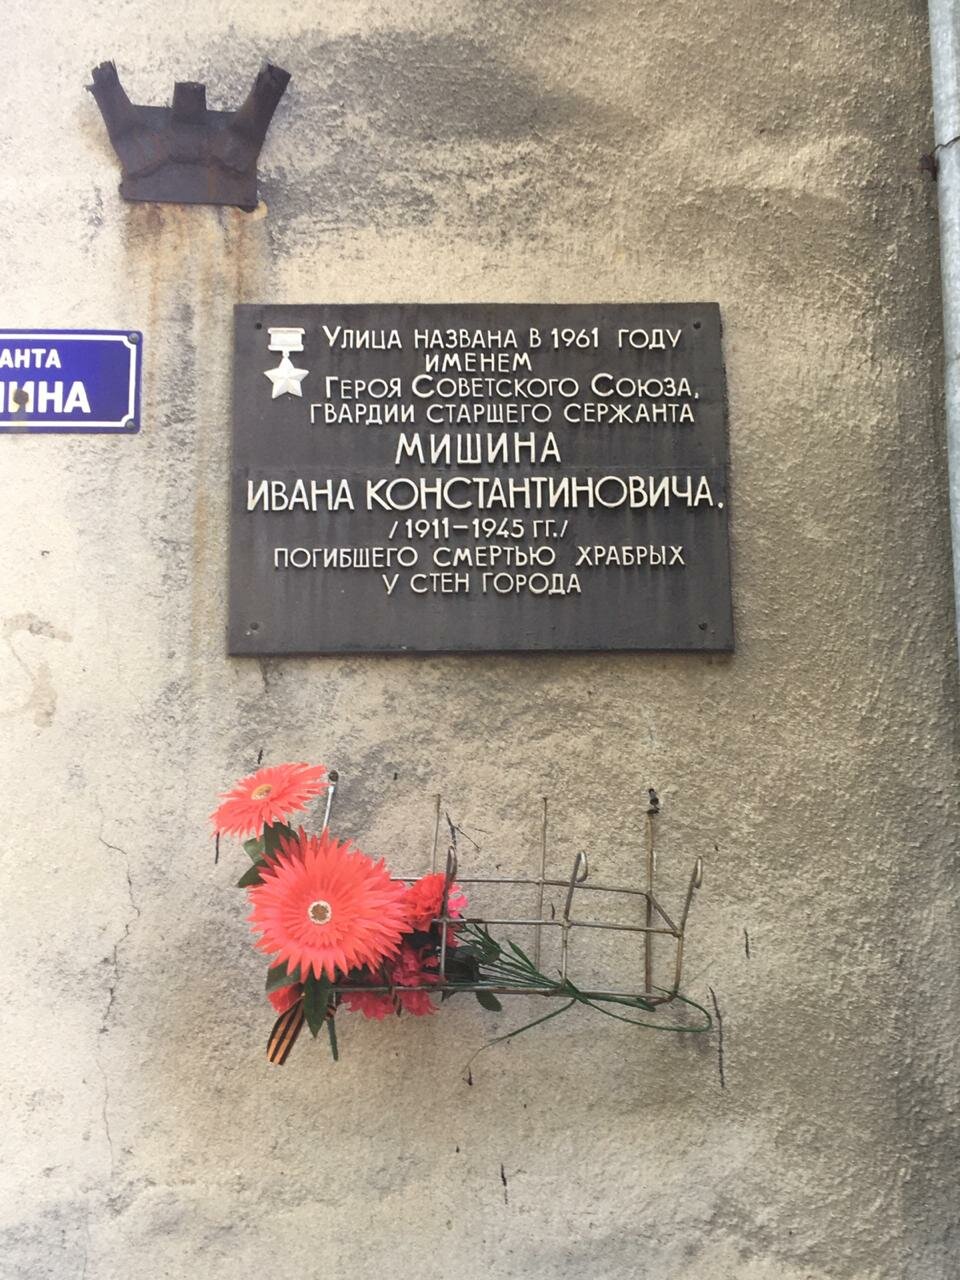 АНТА
ИНА
Улица названа в 1961 году
именем
Героя Советского Союза,
гвардии старшего сержанта
МИШИНА
ИВАНА КОНСТАНТИНОВИЧА,
/1911–1945 гг./
погибшего смертью храбрых
у стен города